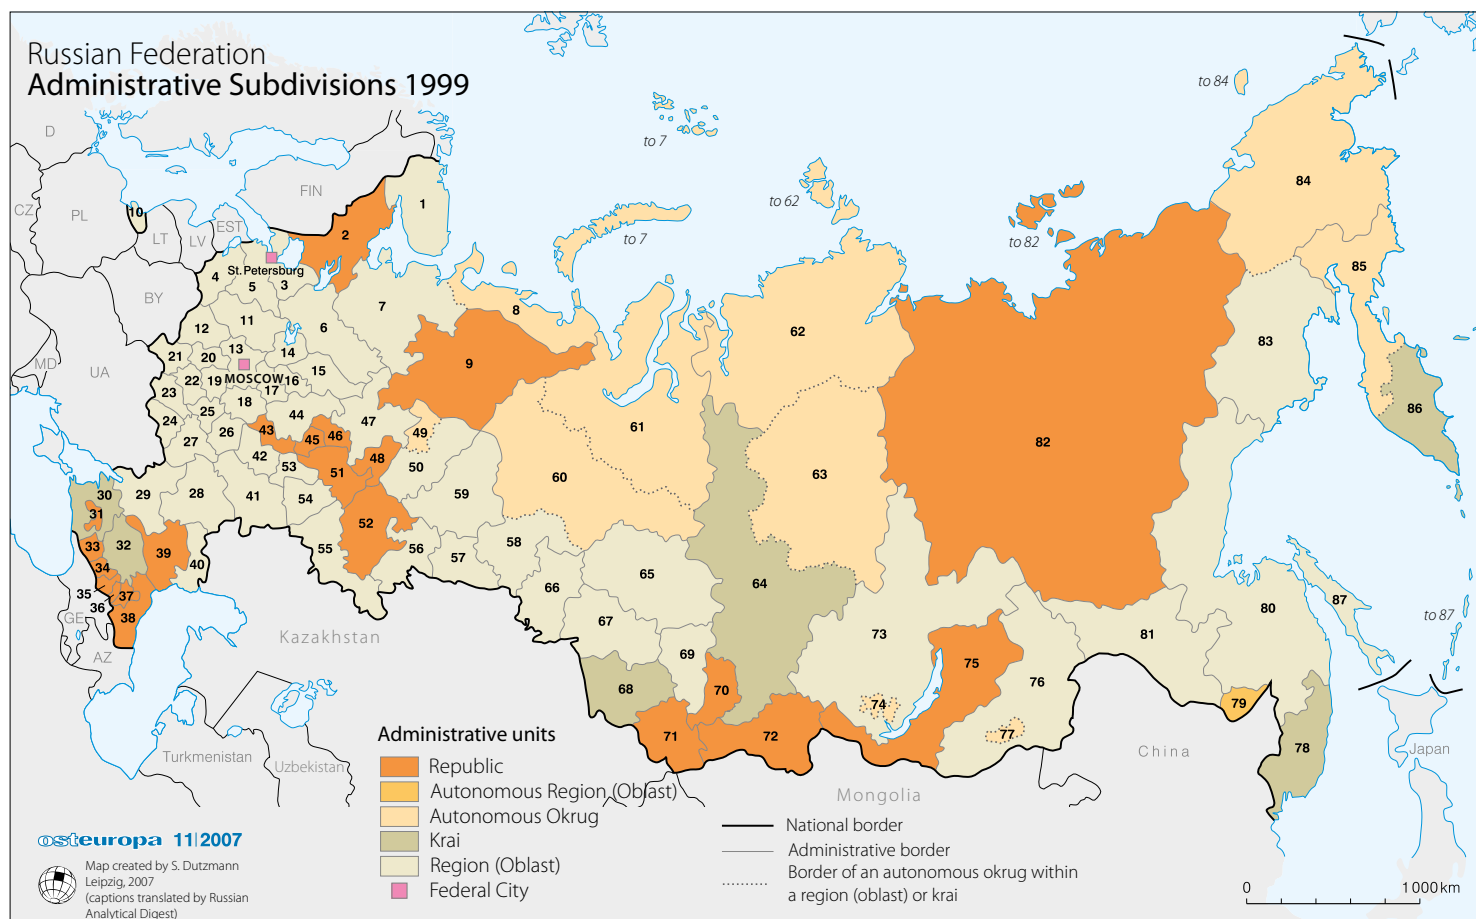 Russian Federation
Administrative Subdivisions 1999
to 84
to 7
to 62
to 7
to 82
D
CZ
PL
FIN
EST
LT
LV
BY
MD
UA
GE
AZ
Kazakhstan
Turkmenistan
Uzbekistan
Mongolia
China
Japan
to 87
St. Petersburg
MOSCOW
1
2
3
4
5
6
7
8
9
10
11
12
13
14
15
16
17
18
19
20
21
22
23
24
25
26
27
28
29
30
31
32
33
34
35
36
37
38
39
40
41
42
43
44
45
46
47
48
49
50
51
52
53
54
55
56
57
58
59
60
61
62
63
64
65
66
67
68
69
70
71
72
73
74
75
76
77
78
79
80
81
82
83
84
85
86
87
Administrative units
Republic
Autonomous Region (Oblast)
Autonomous Okrug
Krai
Region (Oblast)
Federal City
National border
Administrative border
Border of an autonomous okrug within
a region (oblast) or krai
0 1000 km
osteuropa 11|2007
Map created by S. Dutzmann
Leipzig, 2007
(captions translated by Russian
Analytical Digest)